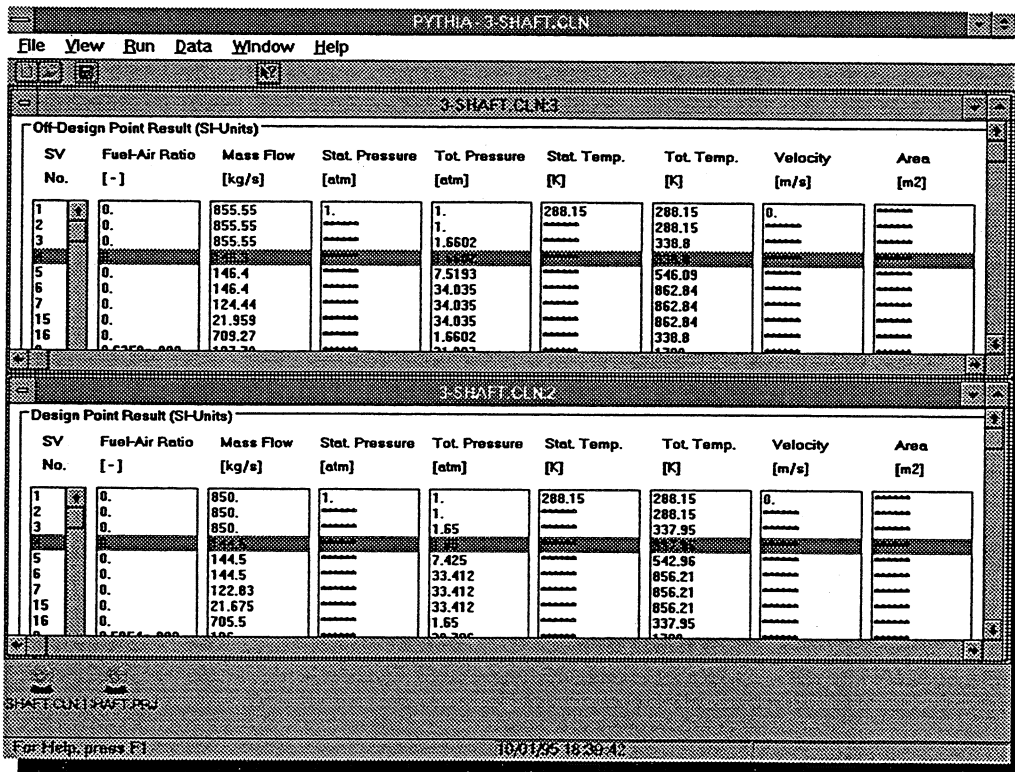 PYTHIA - 3-SHAFT.CLN
File View Run Data Window Help
3-SHAFT.CLN:3
Off-Design Point Result (SI-Units)
SV Fuel-Air Ratio Mass Flow Stat. Pressure Tot. Pressure Stat. Temp. Tot. Temp. Velocity Area
No. [-] [kg/s] [atm] [atm] [K] [K] [m/s] [m2]
1 0. 855.55 1. 1. 288.15 288.15 0. ******
2 0. 855.55 ****** 1. ****** 288.15 ****** ******
3 0. 855.55 ****** 1.6602 ****** 338.8 ****** ******
5 0. 146.4 ****** 7.5193 ****** 546.09 ****** ******
6 0. 146.4 ****** 34.035 ****** 862.84 ****** ******
7 0. 124.44 ****** 34.035 ****** 862.84 ****** ******
15 0. 21.959 ****** 34.035 ****** 862.84 ****** ******
16 0. 709.27 ****** 1.6602 ****** 338.8 ****** ******
3-SHAFT.CLN:2
Design Point Result (SI-Units)
SV Fuel-Air Ratio Mass Flow Stat. Pressure Tot. Pressure Stat. Temp. Tot. Temp. Velocity Area
No. [-] [kg/s] [atm] [atm] [K] [K] [m/s] [m2]
1 0. 850. 1. 1. 288.15 288.15 0. ******
2 0. 850. ****** 1. ****** 288.15 ****** ******
3 0. 850. ****** 1.65 ****** 337.95 ****** ******
5 0. 144.5 ****** 7.425 ****** 542.96 ****** ******
6 0. 144.5 ****** 33.412 ****** 856.21 ****** ******
7 0. 122.83 ****** 33.412 ****** 856.21 ****** ******
15 0. 21.675 ****** 33.412 ****** 856.21 ****** ******
16 0. 705.5 ****** 1.65 ****** 337.95 ****** ******
For Help, press F1 10/01/95 18:39:42